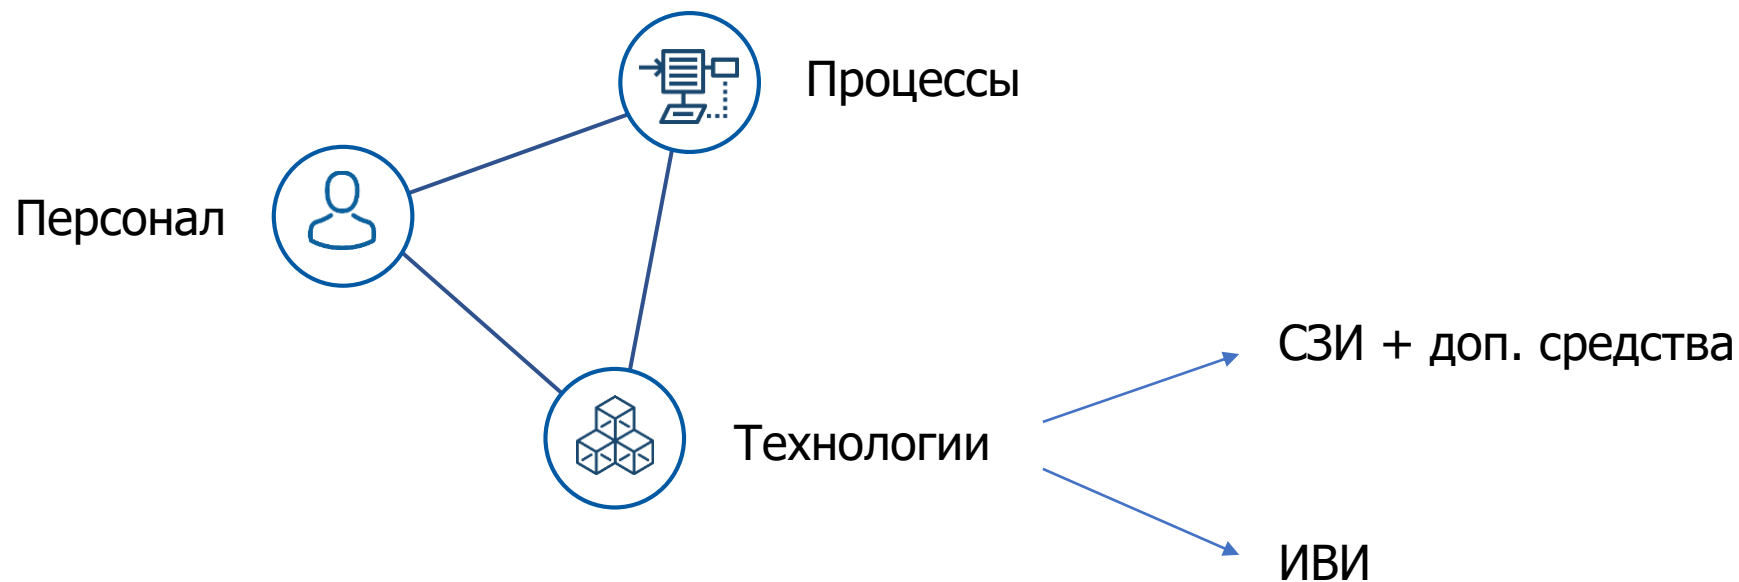 Процессы
Персонал
СЗИ + доп. средства
Технологии
ИВИ